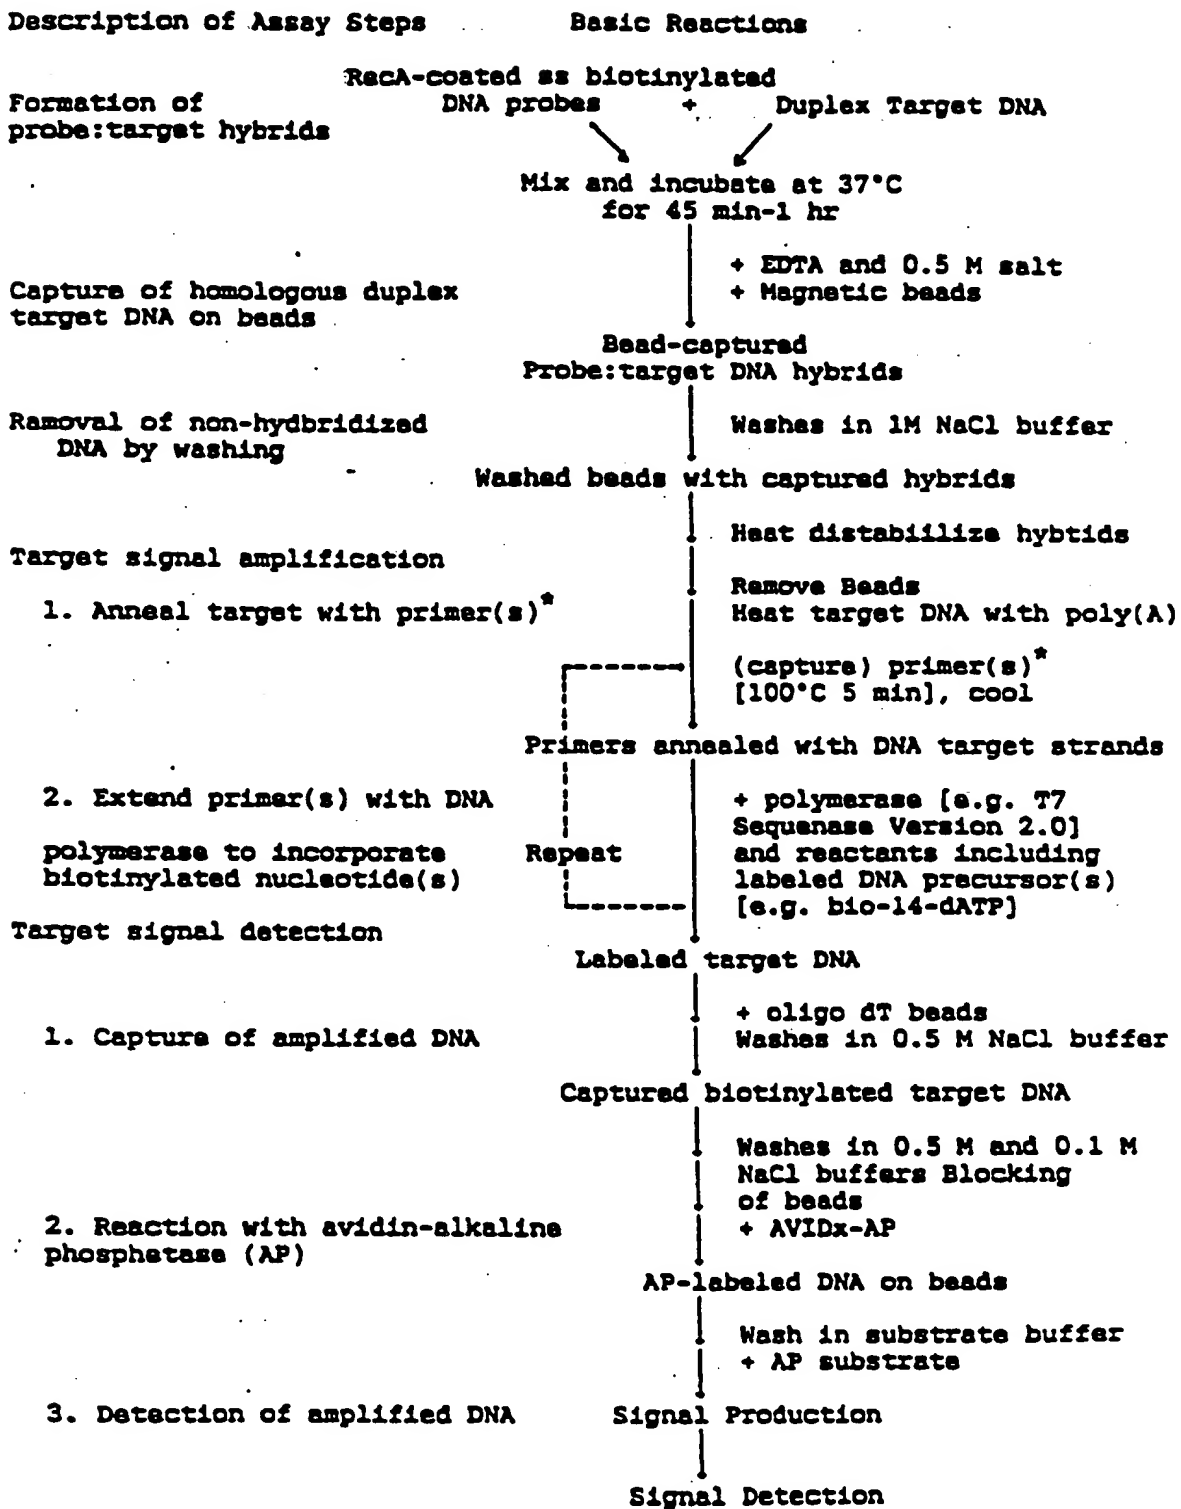 Description of Assay Steps Basic Reactions
RecA-coated ss biotinylated
Formation of DNA probes + Duplex Target DNA
probe:target hybrids
Mix and incubate at 37°C
for 45 min-1 hr
+ EDTA and 0.5 M salt
Capture of homologous duplex + Magnetic beads
target DNA on beads
Bead-captured
Probe:target DNA hybrids
Ramoval of non-hydbridized Washes in 1M NaCl buffer
DNA by washing
Washed beads with captured hybrids
Heat distabiillize hybtids
Target signal amplification
Remove Beads
1. Anneal target with primer(s)* Heat target DNA with poly(A)
(capture) primer(s)*
[100°C 5 min], cool
Primers annealed with DNA target strands
2. Extend primer(s) with DNA + polymerase [e.g. T7
Sequenase Version 2.0]
polymerase to incorporate Repeat and reactants including
biotinylated nucleotide(s) labeled DNA precursor(s)
[e.g. bio-14-dATP]
Target signal detection
Labeled target DNA
+ oligo dT beads
1. Capture of amplified DNA Washes in 0.5 M NaCl buffer
Captured biotinylated target DNA
Washes in 0.5 M and 0.1 M
NaCl buffers Blocking
of beads
2. Reaction with avidin-alkaline + AVIDx-AP
phosphetase (AP)
AP-labeled DNA on beads
Wash in substrate buffer
+ AP substrate
3. Detection of amplified DNA Signal Production
Signal Detection